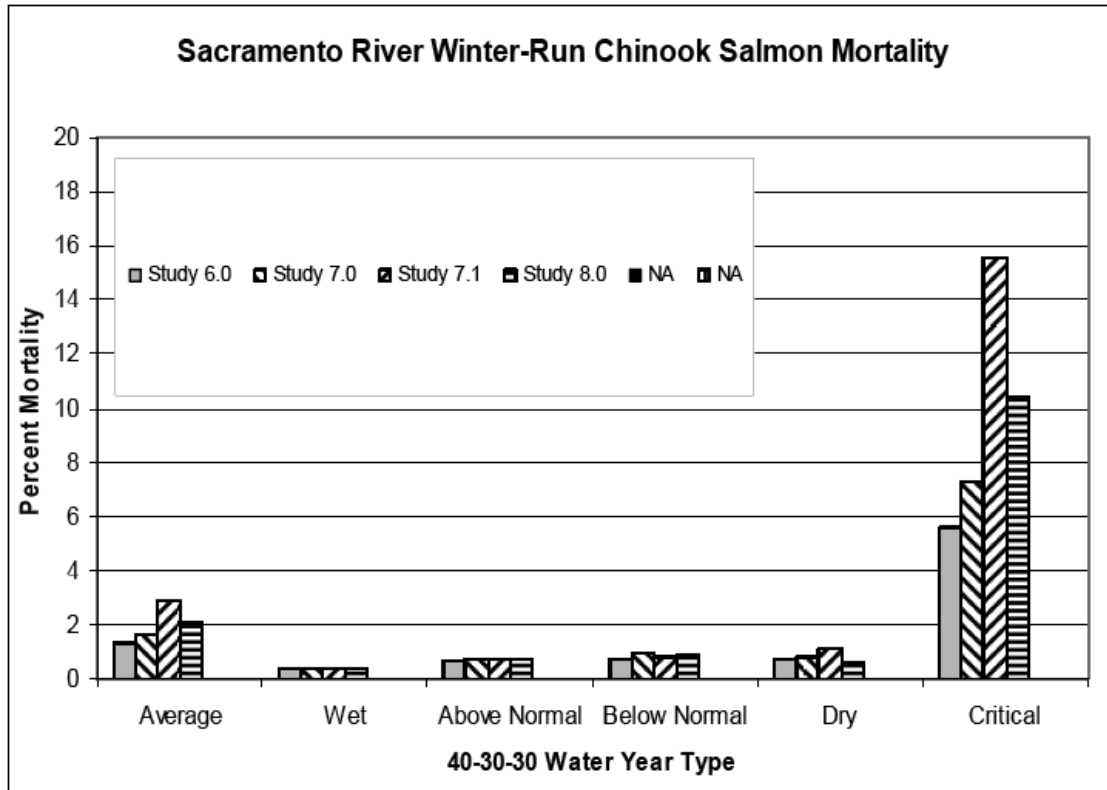 Sacramento River Winter-Run Chinook Salmon Mortality
Percent Mortality
20
18
16
14
12
10
8
6
4
2
0
Study 6.0 Study 7.0 Study 7.1 Study 8.0 NA NA
Average Wet Above Normal Below Normal Dry Critical
40-30-30 Water Year Type